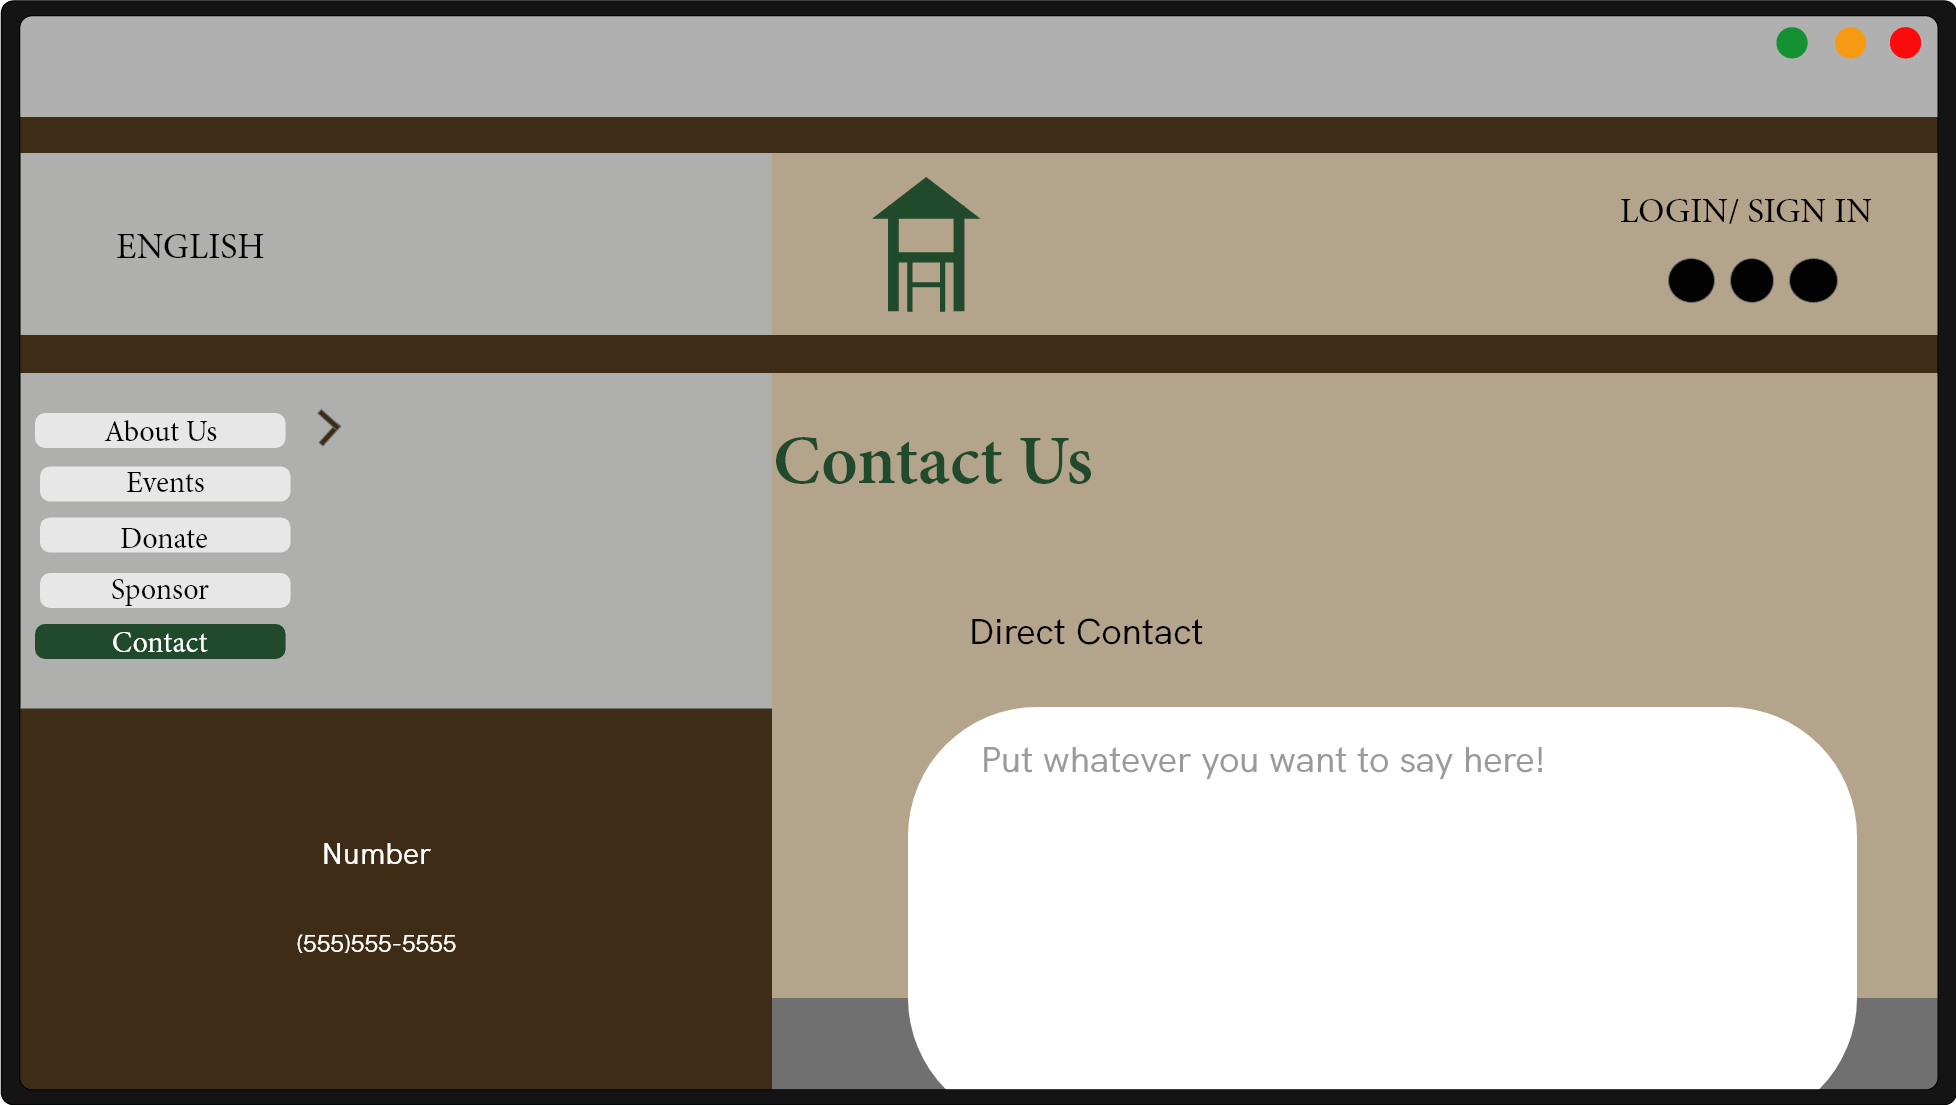 ENGLISH
LOGIN/ SIGN IN
About Us
Events
Donate
Sponsor
Contact
Contact Us
Direct Contact
Put whatever you want to say here!
Number
(555)555-5555